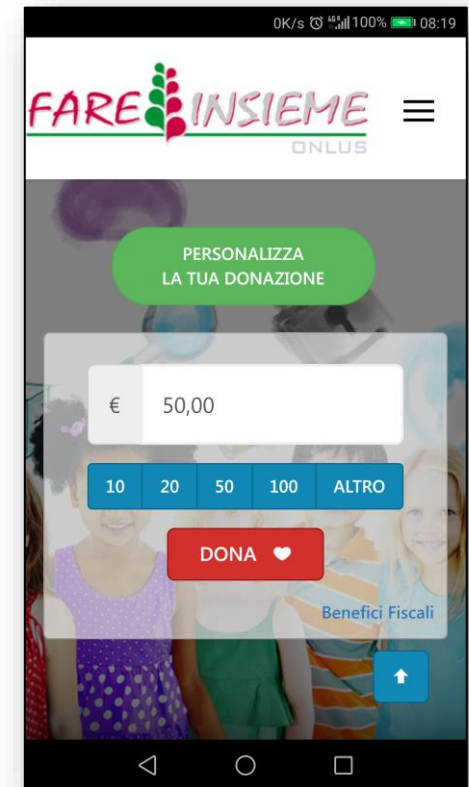 0K/s 100% 08:19
FARE INSIEME
ONLUS
PERSONALIZZA
LA TUA DONAZIONE
€ 50,00
10 20 50 100 ALTRO
DONA
Benefici Fiscali